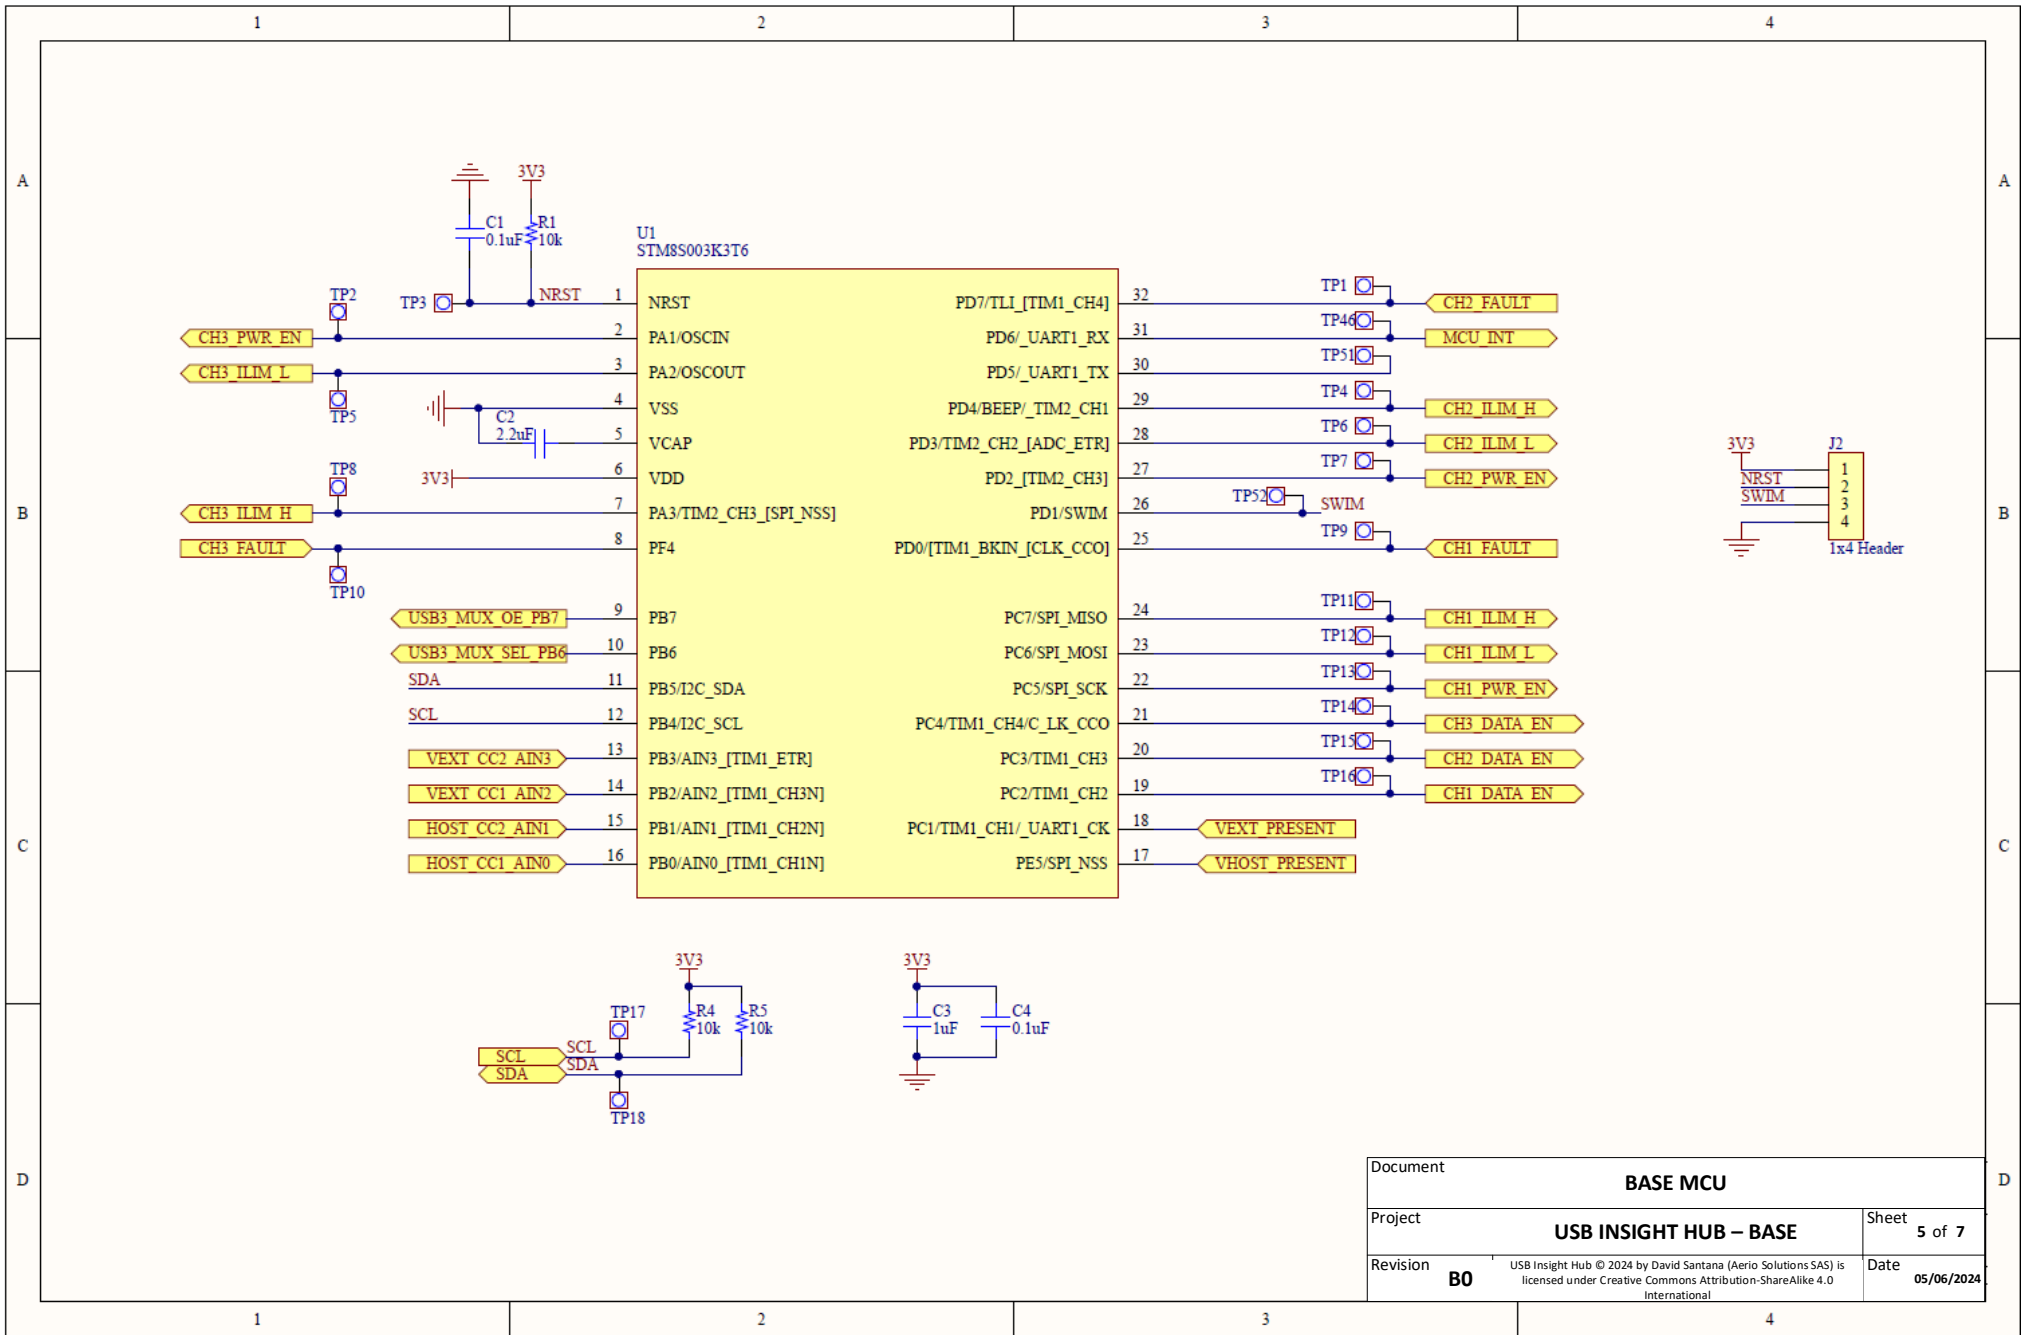 1 2 3 4
A A
3V3
C1
0.1uF
R1
10k
U1
STM8S003K3T6
TP3
NRST
1 NRST
TP2
CH3_PWR_EN
2 PA1/OSCIN
CH3_ILIM_L
3 PA2/OSCOUT
TP5
4 VSS
C2
2.2uF
5 VCAP
3V3
6 VDD
TP8
CH3_ILIM_H
7 PA3/TIM2_CH3_[SPI_NSS]
CH3_FAULT
8 PF4
TP10
USB3_MUX_OE_PB7
9 PB7
USB3_MUX_SEL_PB6
10 PB6
SDA
11 PB5/I2C_SDA
SCL
12 PB4/I2C_SCL
VEXT_CC2_AIN3
13 PB3/AIN3_[TIM1_ETR]
VEXT_CC1_AIN2
14 PB2/AIN2_[TIM1_CH3N]
HOST_CC2_AIN1
15 PB1/AIN1_[TIM1_CH2N]
HOST_CC1_AIN0
16 PB0/AIN0_[TIM1_CH1N]
PD7/TLI_[TIM1_CH4] 32
TP1
CH2_FAULT
PD6/_UART1_RX 31
TP46
MCU_INT
PD5/_UART1_TX 30
TP51
PD4/BEEP/_TIM2_CH1 29
TP4
CH2_ILIM_H
PD3/TIM2_CH2_[ADC_ETR] 28
TP6
CH2_ILIM_L
PD2_[TIM2_CH3] 27
TP7
CH2_PWR_EN
PD1/SWIM 26
TP52
SWIM
PD0/[TIM1_BKIN_[CLK_CCO] 25
TP9
CH1_FAULT
PC7/SPI_MISO 24
TP11
CH1_ILIM_H
PC6/SPI_MOSI 23
TP12
CH1_ILIM_L
PC5/SPI_SCK 22
TP13
CH1_PWR_EN
PC4/TIM1_CH4/C_LK_CCO 21
TP14
CH3_DATA_EN
PC3/TIM1_CH3 20
TP15
CH2_DATA_EN
PC2/TIM1_CH2 19
TP16
CH1_DATA_EN
PC1/TIM1_CH1/_UART1_CK 18
VEXT_PRESENT
PE5/SPI_NSS 17
VHOST_PRESENT
B B
3V3
NRST
SWIM
J2
1
2
3
4
1x4 Header
C C
3V3
TP17
R4
10k
R5
10k
SCL SCL
SDA SDA
TP18
3V3
C3
1uF
C4
0.1uF
D D
Document
BASE MCU
Project
USB INSIGHT HUB – BASE
Sheet
5 of 7
Revision
B0
USB Insight Hub © 2024 by David Santana (Aerio Solutions SAS) is
licensed under Creative Commons Attribution-ShareAlike 4.0
International
Date
05/06/2024
1 2 3 4